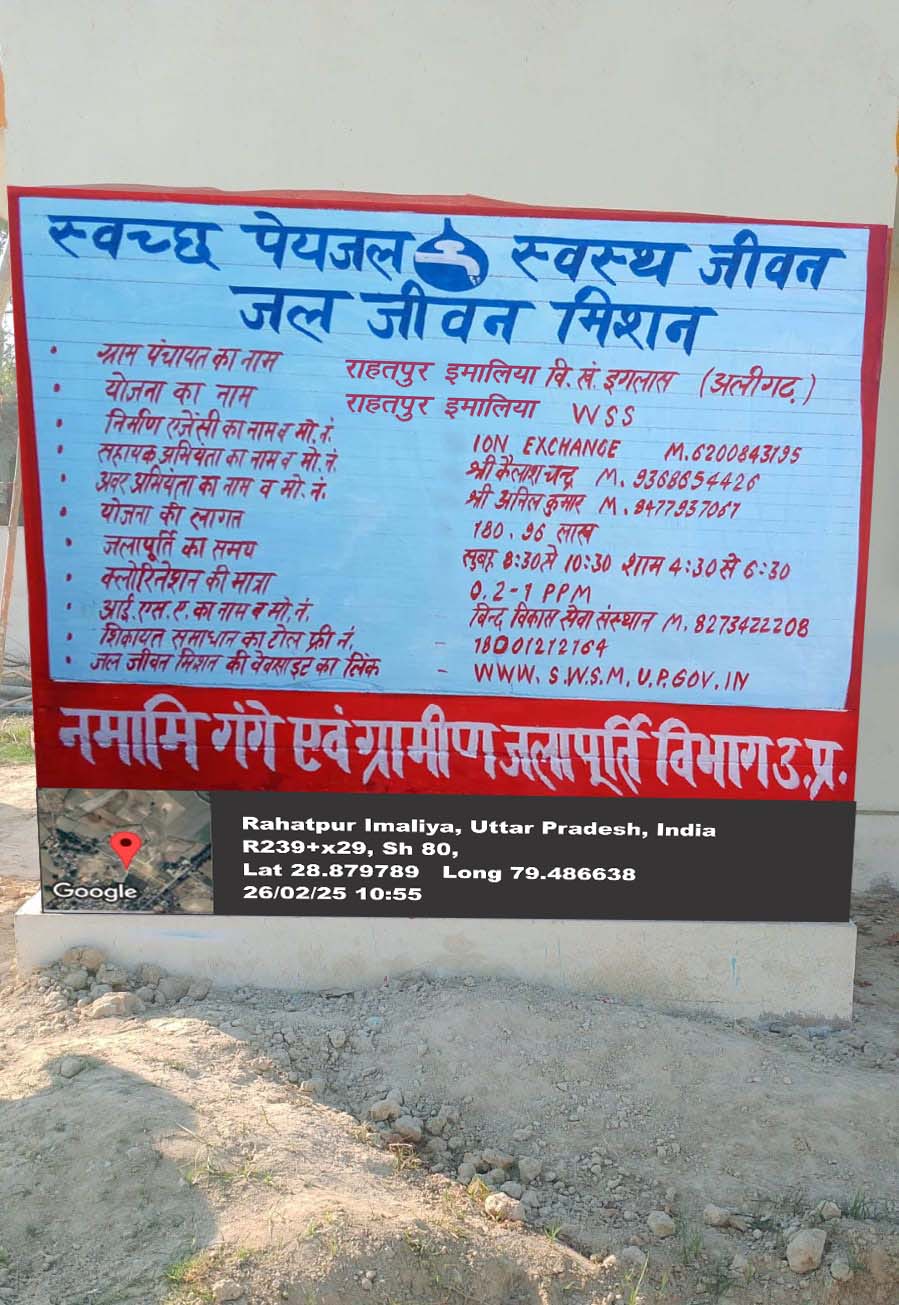 स्वच्छ पेयजल स्वस्थ जीवन
जल जीवन मिशन
• ग्राम पंचायत का नाम राहतपुर इमालिया वि. खं. इगलास (अलीगढ़)
• योजना का नाम राहतपुर इमालिया WSS
• निर्माण एजेंसी का नाम व मो. नं. ION EXCHANGE M. 6200843195
• सहायक अभियंता का नाम व मो. नं. श्री कैलाश चन्द्र M. 9368654426
• अवर अभियंता का नाम व मो. नं. श्री अनिल कुमार M. 8477937067
• योजना की लागत 180.96 लाख
• जलापूर्ति का समय सुबह 8:30 से 10:30 शाम 4:30 से 6:30
• क्लोरिनेशन की मात्रा 0.2-1 PPM
• आई. एस. ए. का नाम व मो. नं. बिन्द विकास सेवा संस्थान M. 8273422208
• शिकायत समाधान का टोल फ्री नं. - 18001212164
• जल जीवन मिशन की वेवसाइट का लिंक - WWW. S.W.S.M. U.P.GOV.IN
नमामि गंगे एवं ग्रामीण जलापूर्ति विभाग उ.प्र.
Rahatpur Imaliya, Uttar Pradesh, India
R239+x29, Sh 80,
Lat 28.879789 Long 79.486638
26/02/25 10:55
Google